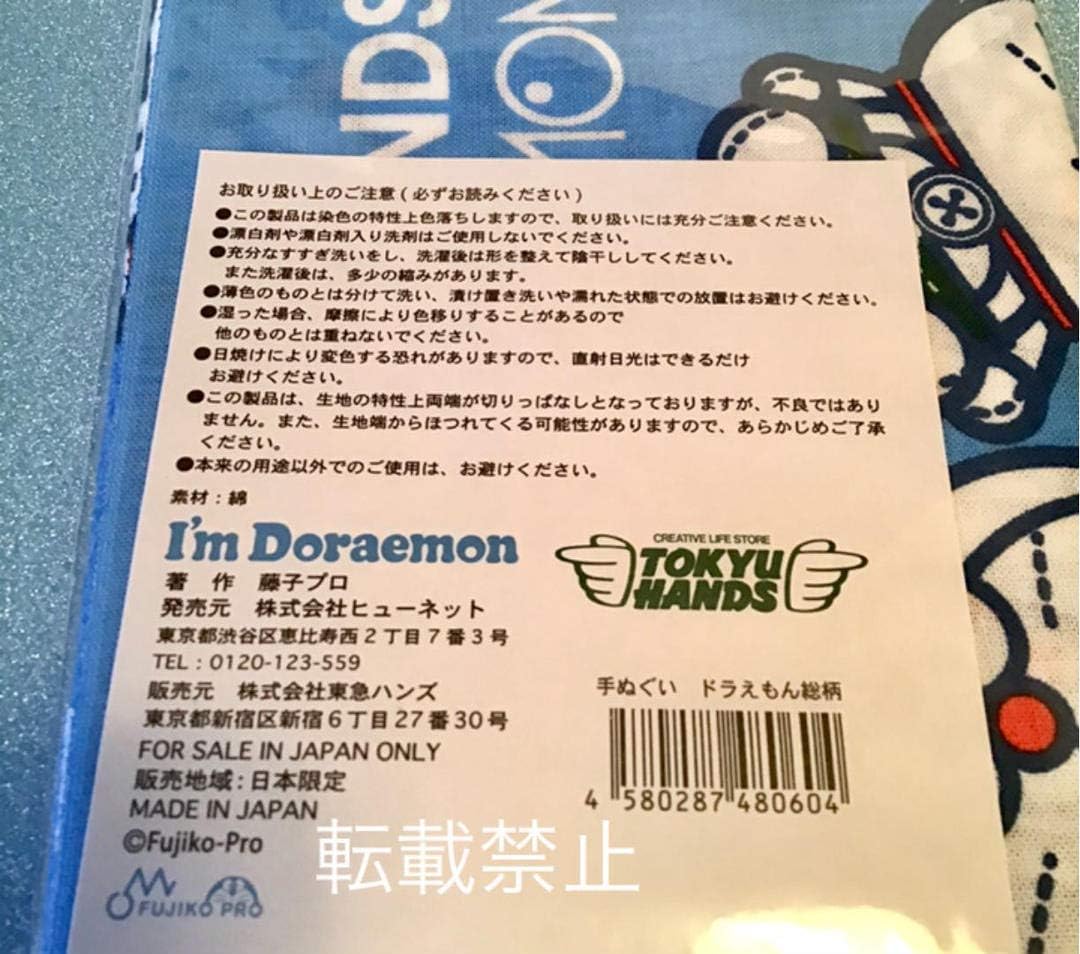 NDS
MON
お取り扱い上のご注意(必ずお読みください)
●この製品は染色の特性上色落ちしますので、取り扱いには充分ご注意ください。
●漂白剤や漂白剤入り洗剤はご使用しないでください。
●充分なすすぎ洗いをし、洗濯後は形を整えて陰干ししてください。
また洗濯後は、多少の縮みがあります。
●薄色のものとは分けて洗い、漬け置き洗いや濡れた状態での放置はお避けください。
●湿った場合、摩擦により色移りすることがあるので
他のものとは重ねないでください。
●日焼けにより変色する恐れがありますので、直射日光はできるだけ
お避けください。
●この製品は、生地の特性上両端が切りっぱなしとなっておりますが、不良ではあり
ません。また、生地端からほつれてくる可能性がありますので、あらかじめご了承
ください。
●本来の用途以外でのご使用は、お避けください。
素材:綿
I'm Doraemon
著 作 藤子プロ
発売元 株式会社ヒューネット
東京都渋谷区恵比寿西2丁目7番3号
TEL:0120-123-559
販売元 株式会社東急ハンズ
東京都新宿区新宿6丁目27番30号
FOR SALE IN JAPAN ONLY
販売地域:日本限定
MADE IN JAPAN
©Fujiko-Pro
FUJIKO PRO
CREATIVE LIFE STORE
TOKYU
HANDS
手ぬぐい ドラえもん総柄
4 580287 480604
転載禁止